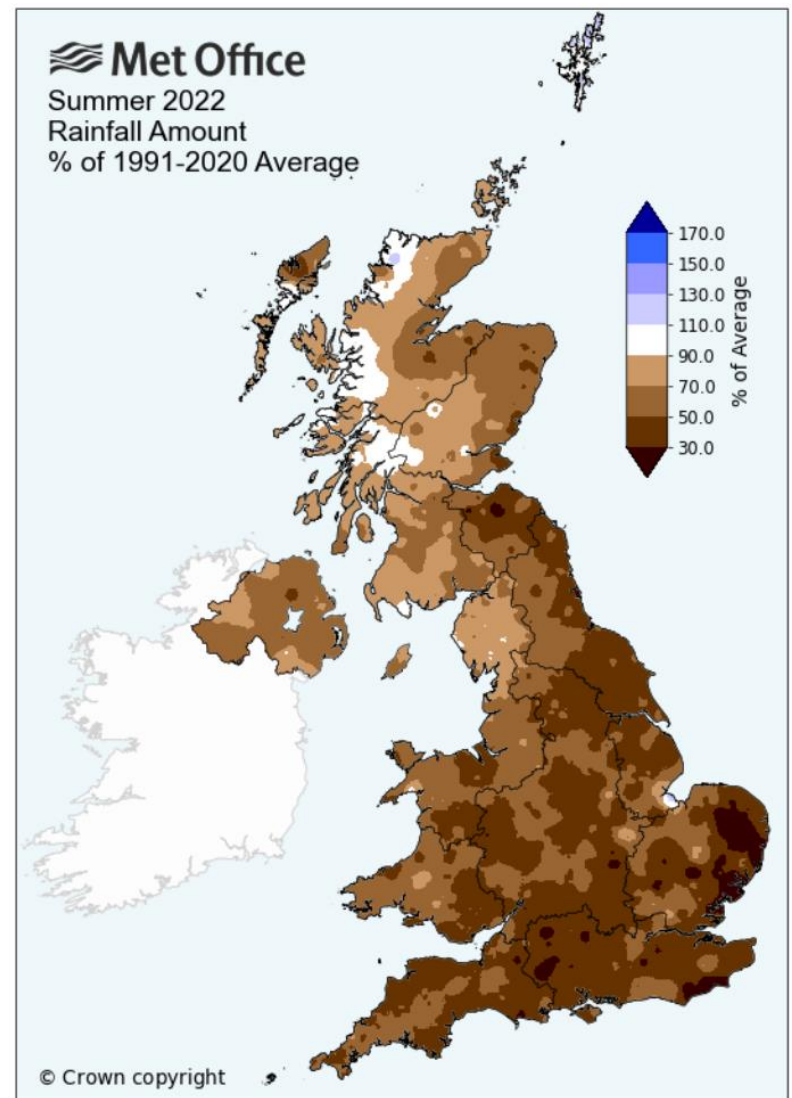 Met Office
Summer 2022
Rainfall Amount
% of 1991-2020 Average
170.0
150.0
130.0
110.0
90.0
70.0
50.0
30.0
% of Average
© Crown copyright